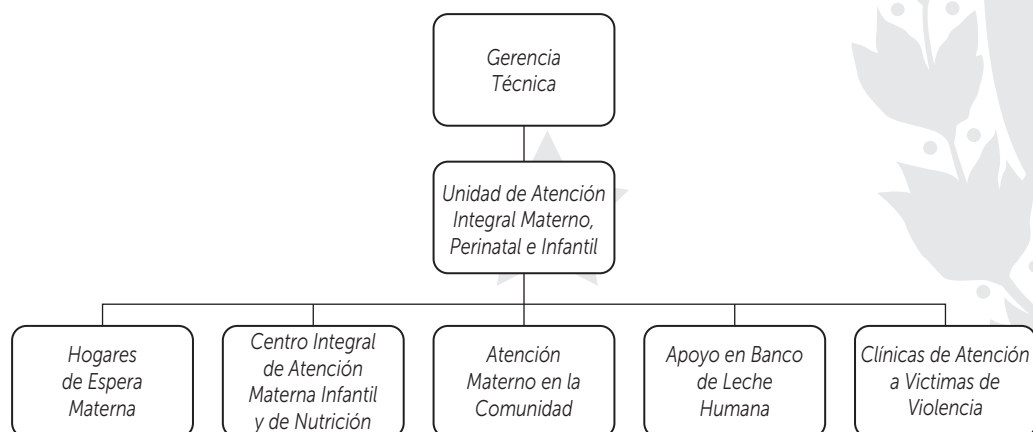 Gerencia
Técnica
Unidad de Atención
Integral Materno,
Perinatal e Infantil
Hogares
de Espera
Materna
Centro Integral
de Atención
Materna Infantil
y de Nutrición
Atención
Materno en la
Comunidad
Apoyo en Banco
de Leche
Humana
Clínicas de Atención
a Victimas de
Violencia